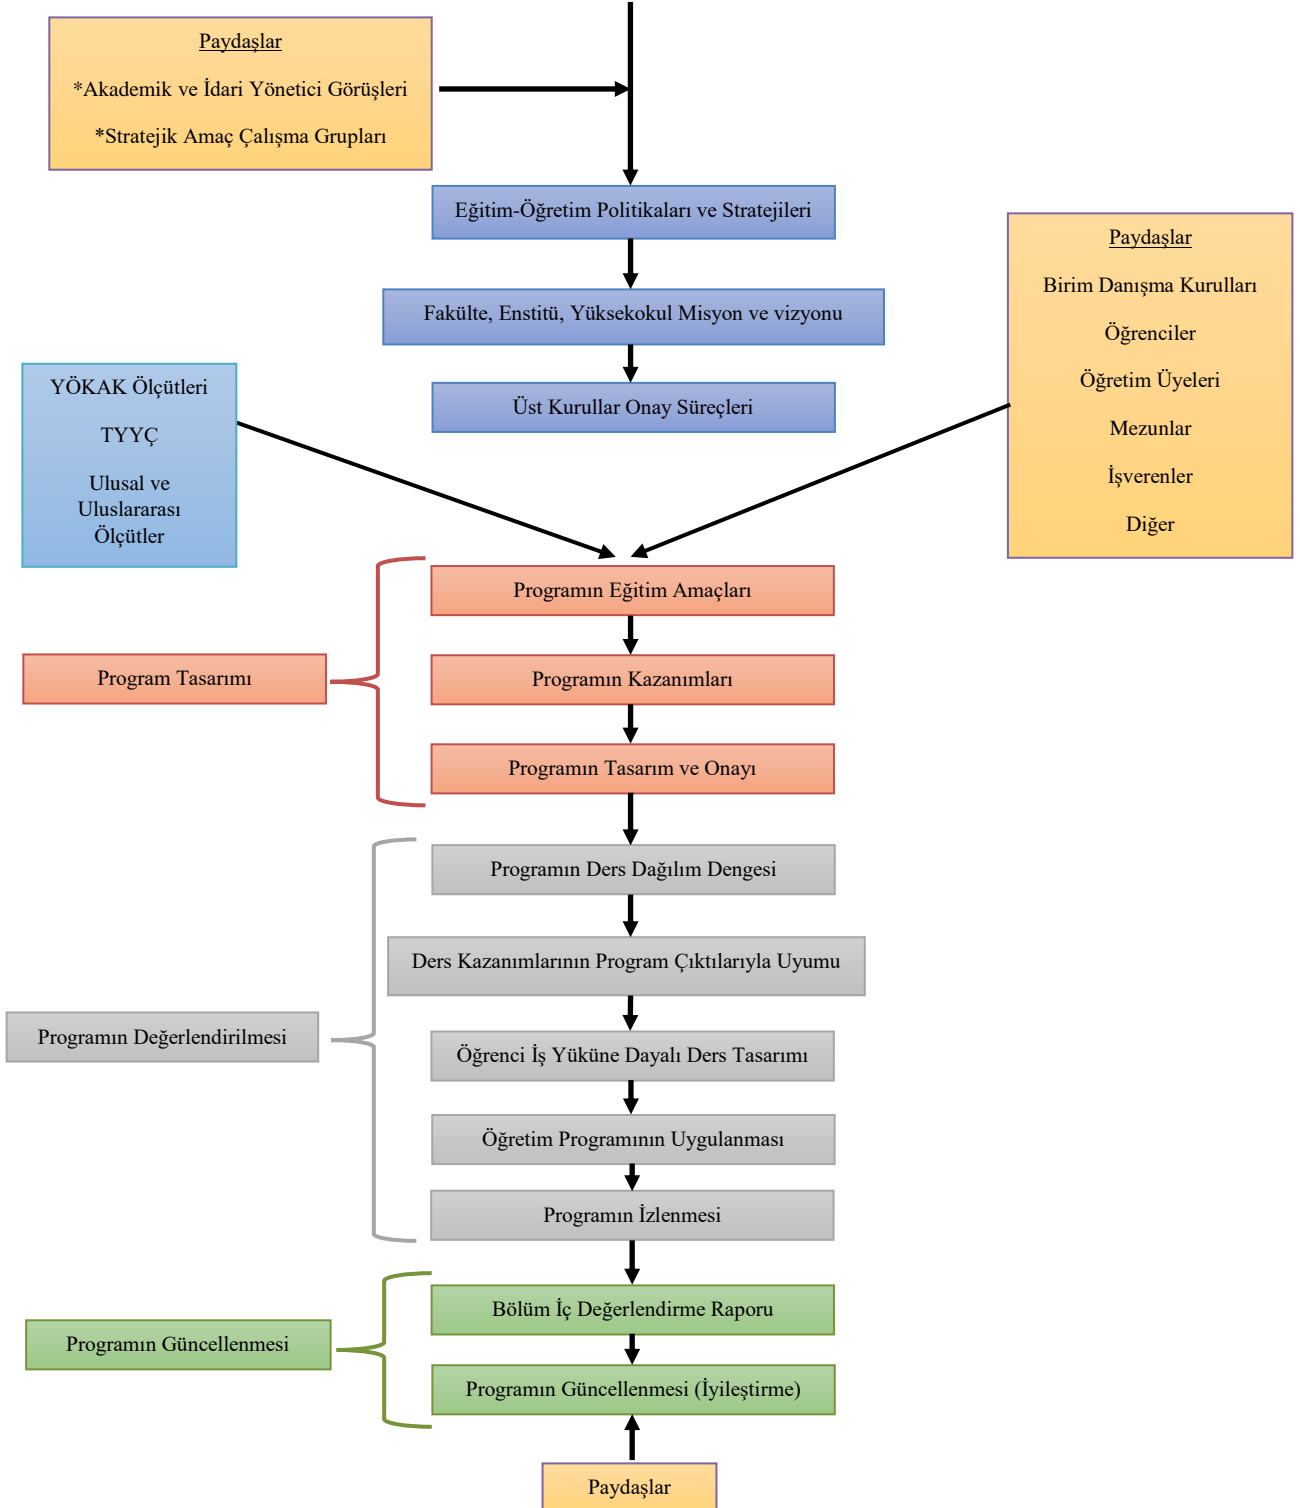 Paydaşlar
*Akademik ve İdari Yönetici Görüşleri
*Stratejik Amaç Çalışma Grupları
Eğitim-Öğretim Politikaları ve Stratejileri
Fakülte, Enstitü, Yüksekokul Misyon ve vizyonu
Üst Kurullar Onay Süreçleri
Paydaşlar
Birim Danışma Kurulları
Öğrenciler
Öğretim Üyeleri
Mezunlar
İşverenler
Diğer
YÖKAK Ölçütleri
TYYÇ
Ulusal ve
Uluslararası
Ölçütler
Programın Eğitim Amaçları
Program Tasarımı
Programın Kazanımları
Programın Tasarım ve Onayı
Programın Ders Dağılım Dengesi
Ders Kazanımlarının Program Çıktılarıyla Uyumu
Programın Değerlendirilmesi
Öğrenci İş Yüküne Dayalı Ders Tasarımı
Öğretim Programının Uygulanması
Programın İzlenmesi
Bölüm İç Değerlendirme Raporu
Programın Güncellenmesi
Programın Güncellenmesi (İyileştirme)
Paydaşlar